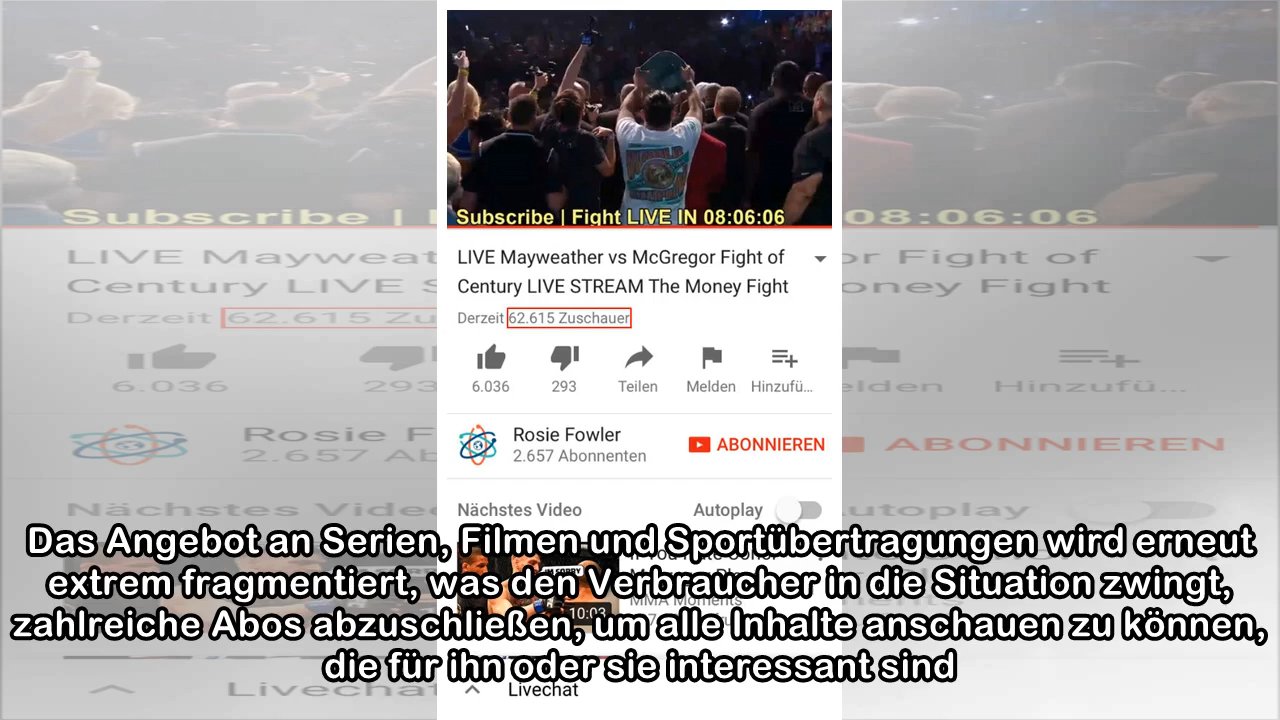 Subscribe | Fight LIVE IN 08:06:06
LIVE Mayweather vs McGregor Fight of
Century LIVE STREAM The Money Fight
Derzeit 62.615 Zuschauer
6.036 293 Teilen Melden Hinzufü...
Rosie Fowler
2.657 Abonnenten
ABONNIEREN
Nächstes Video Autoplay
10:03
MMA Moments
Das Angebot an Serien, Filmen und Sportübertragungen wird erneut
extrem fragmentiert, was den Verbraucher in die Situation zwingt,
zahlreiche Abos abzuschließen, um alle Inhalte anschauen zu können,
die für ihn oder sie interessant sind
Livechat